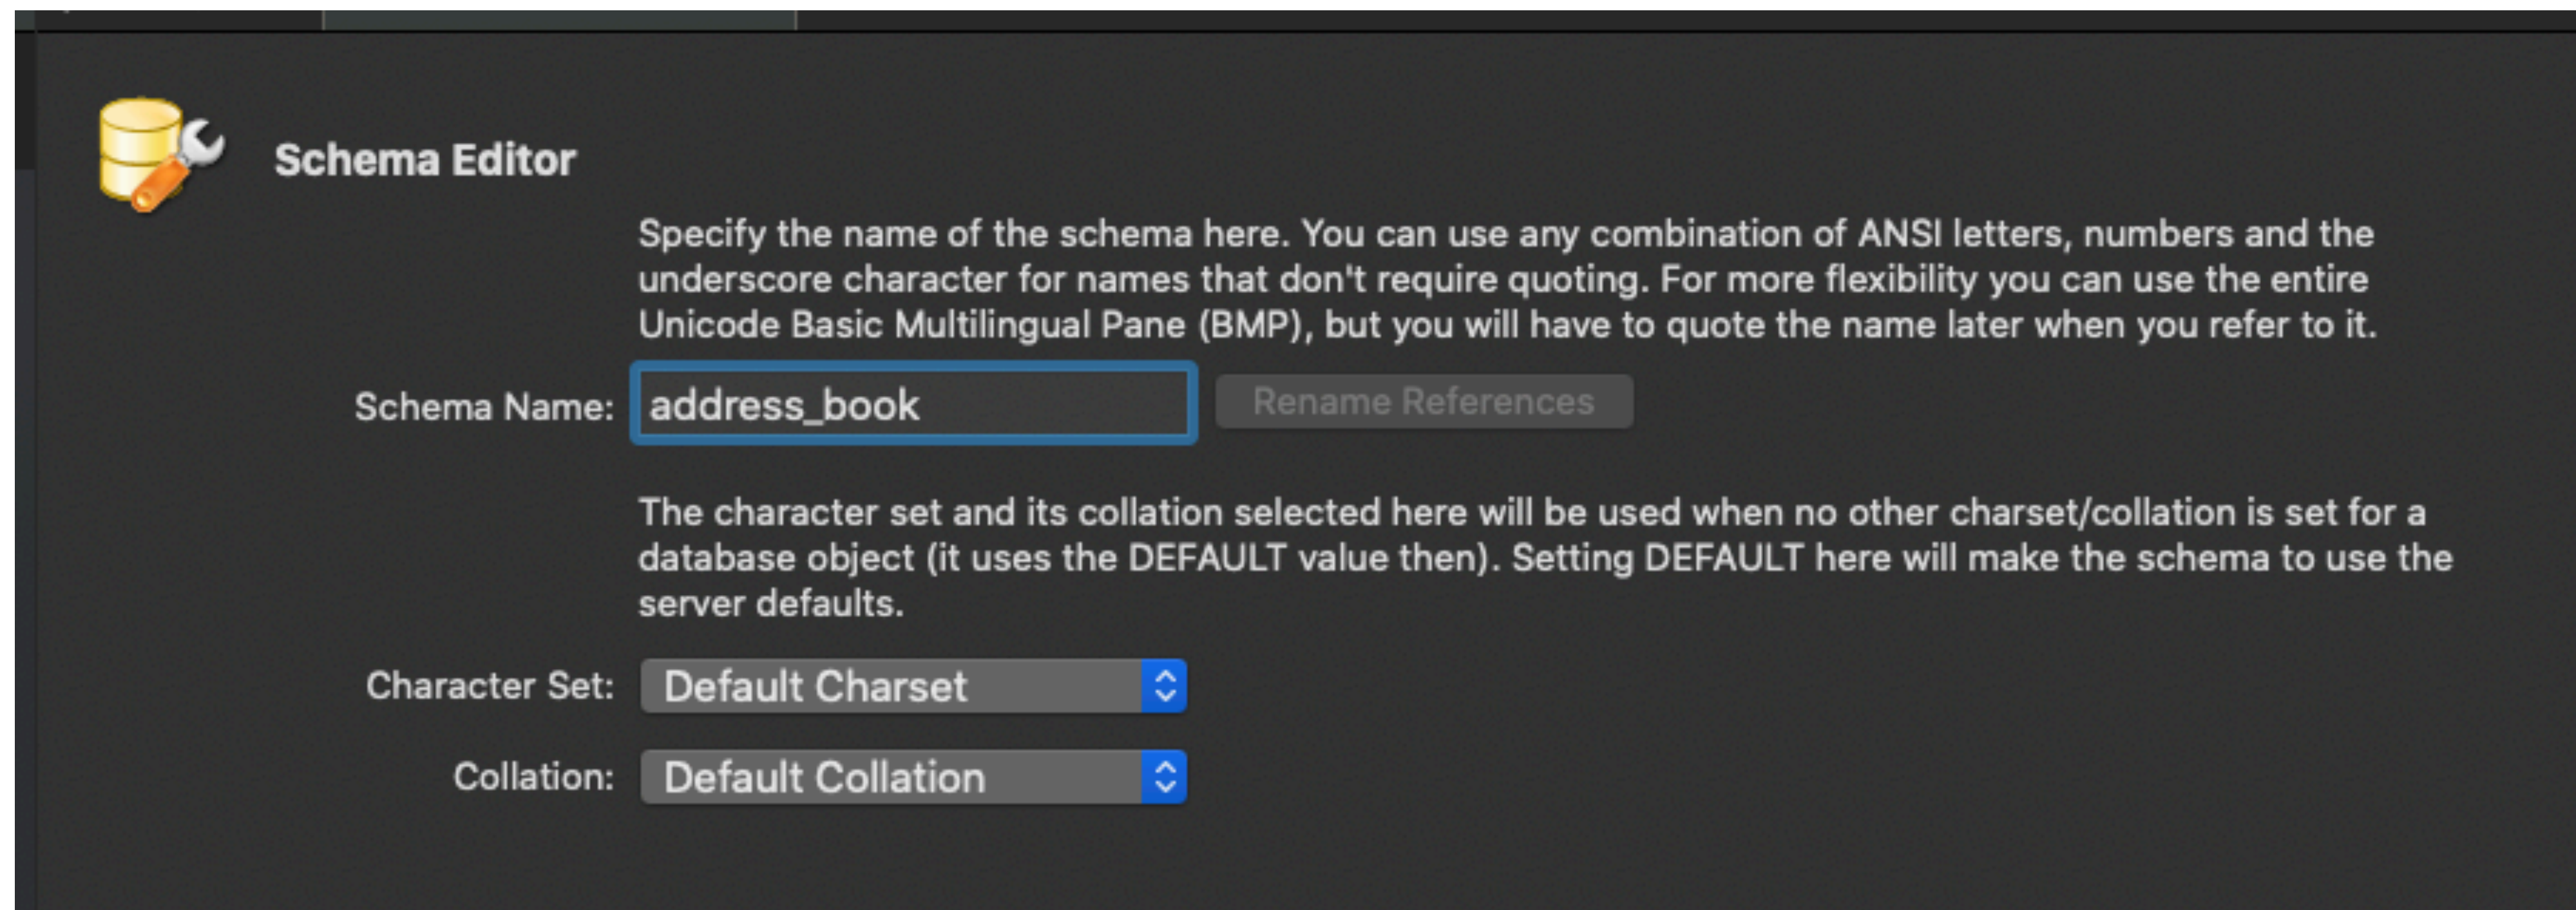 Schema Editor
Specify the name of the schema here. You can use any combination of ANSI letters, numbers and the
underscore character for names that don't require quoting. For more flexibility you can use the entire
Unicode Basic Multilingual Pane (BMP), but you will have to quote the name later when you refer to it.
Schema Name: address_book Rename References
The character set and its collation selected here will be used when no other charset/collation is set for a
database object (it uses the DEFAULT value then). Setting DEFAULT here will make the schema to use the
server defaults.
Character Set: Default Charset
Collation: Default Collation